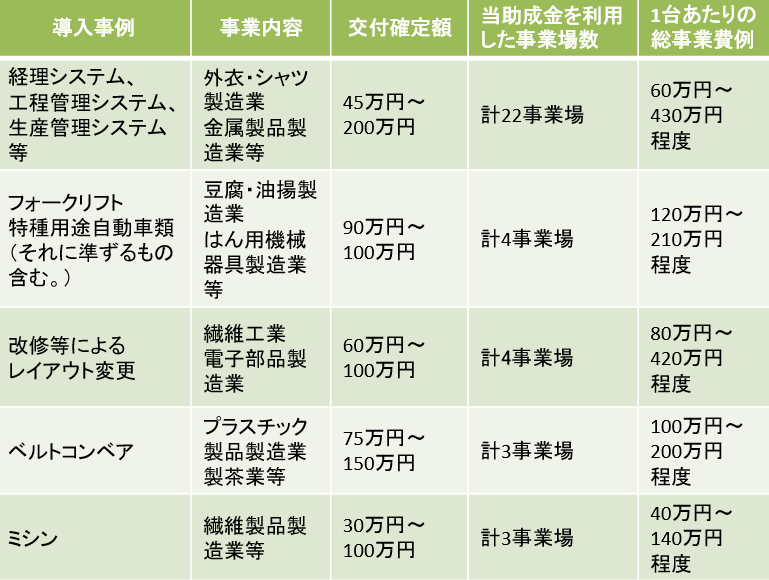 導入事例
事業内容
交付確定額
当助成金を利用
した事業場数
1台あたりの
総事業費例
経理システム、
工程管理システム、
生産管理システム
等
外衣・シャツ
製造業
金属製品製
造業等
45万円～
200万円
計22事業場
60万円～
430万円
程度
フォークリフト
特種用途自動車類
（それに準ずるもの
含む。）
豆腐・油揚製
造業
はん用機械
器具製造業
等
90万円～
100万円
計4事業場
120万円～
210万円
程度
改修等による
レイアウト変更
繊維工業
電子部品製
造業
60万円～
100万円
計4事業場
80万円～
420万円
程度
ベルトコンベア
プラスチック
製品製造業
製茶業等
75万円～
150万円
計3事業場
100万円～
200万円
程度
ミシン
繊維製品製
造業等
30万円～
100万円
計3事業場
40万円～
140万円
程度